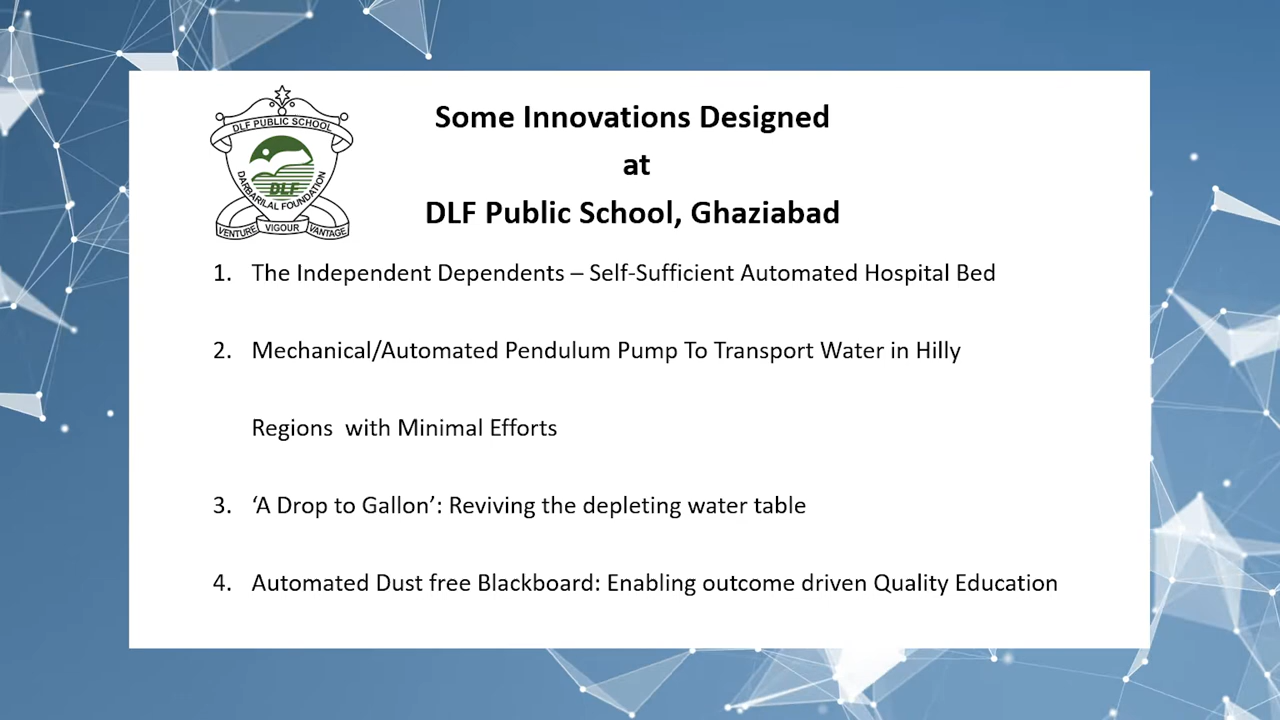 DLF PUBLIC SCHOOL
DLF
DARBARILAL FOUNDATION
VENTURE VIGOUR VANTAGE
Some Innovations Designed
at
DLF Public School, Ghaziabad
1. The Independent Dependents – Self-Sufficient Automated Hospital Bed
2. Mechanical/Automated Pendulum Pump To Transport Water in Hilly
Regions with Minimal Efforts
3. ‘A Drop to Gallon’: Reviving the depleting water table
4. Automated Dust free Blackboard: Enabling outcome driven Quality Education